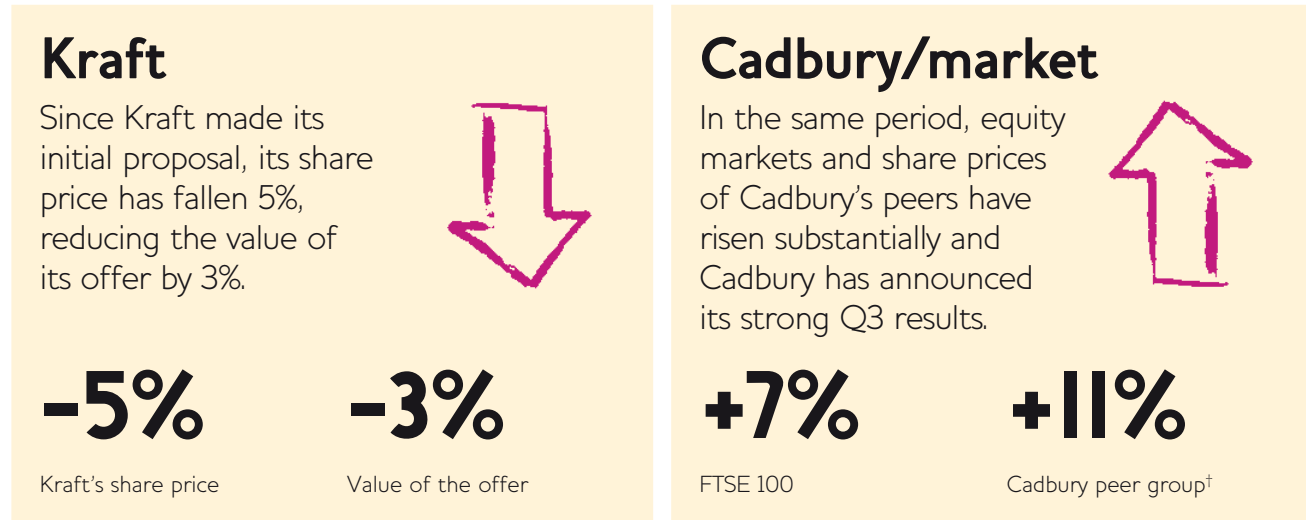 Kraft
Since Kraft made its
initial proposal, its share
price has fallen 5%,
reducing the value of
its offer by 3%.
–5%
–3%
Kraft’s share price
Value of the offer
Cadbury/market
In the same period, equity
markets and share prices
of Cadbury’s peers have
risen substantially and
Cadbury has announced
its strong Q3 results.
+7%
+11%
FTSE 100
Cadbury peer group†